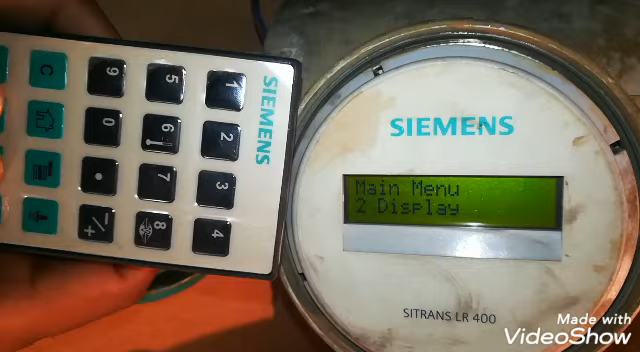 SIEMENS
1
2
3
4
5
6
7
8
9
0
•
–/+
C
SIEMENS
Main Menu
2 Display
SITRANS LR 400
Made with
VideoShow